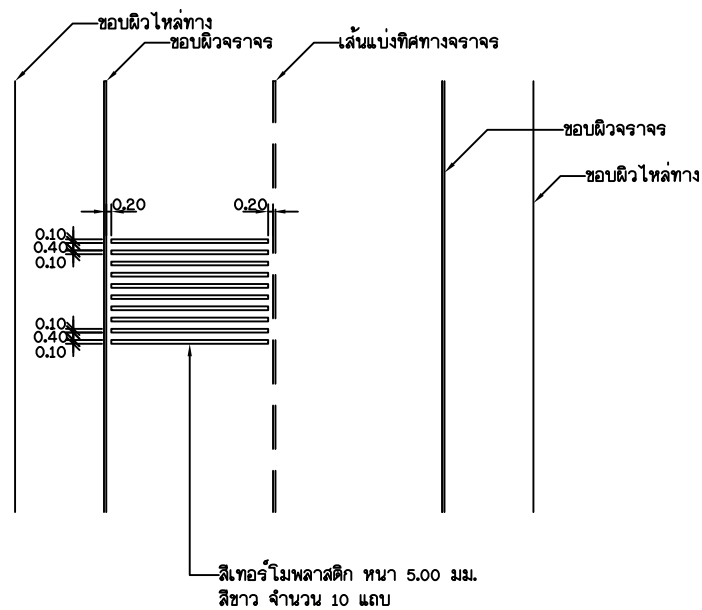 ขอบผิวไหล่ทาง
ขอบผิวจราจร
เส้นแบ่งทิศทางจราจร
ขอบผิวจราจร
ขอบผิวไหล่ทาง
0.20
0.20
0.10
0.40
0.10
0.10
0.40
0.10
สีเทอร์โมพลาสติก หนา 5.00 มม.
สีขาว จำนวน 10 แถบ